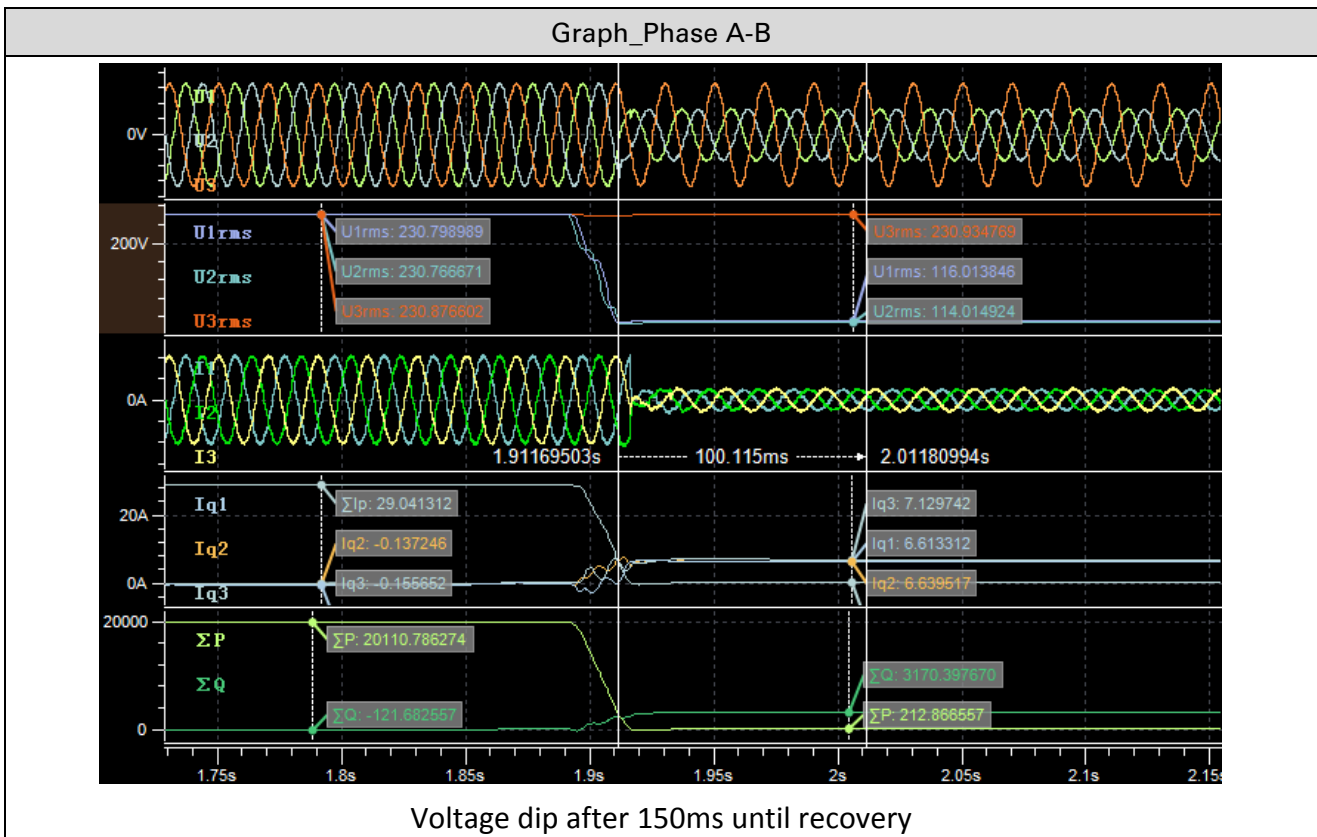 Graph_Phase A-B
U1
0V
U2
U3
U1rms
U1rms: 230.798989
U3rms: 230.934769
200V
U2rms
U2rms: 230.766671
U1rms: 116.013846
U3rms
U3rms: 230.876602
U2rms: 114.014924
I1
0A
I2
I3
1.91169503s
100.115ms
2.01180994s
Iq1
∑Ip: 29.041312
Iq3: 7.129742
20A
Iq2
Iq2: -0.137246
Iq1: 6.613312
0A
Iq3
Iq3: -0.155652
Iq2: 6.639517
20000
ΣP
∑P: 20110.786274
ΣQ
∑Q: 3170.397670
∑Q: -121.682557
∑P: 212.866557
0
1.75s 1.8s 1.85s 1.9s 1.95s 2s 2.05s 2.1s 2.15s
Voltage dip after 150ms until recovery